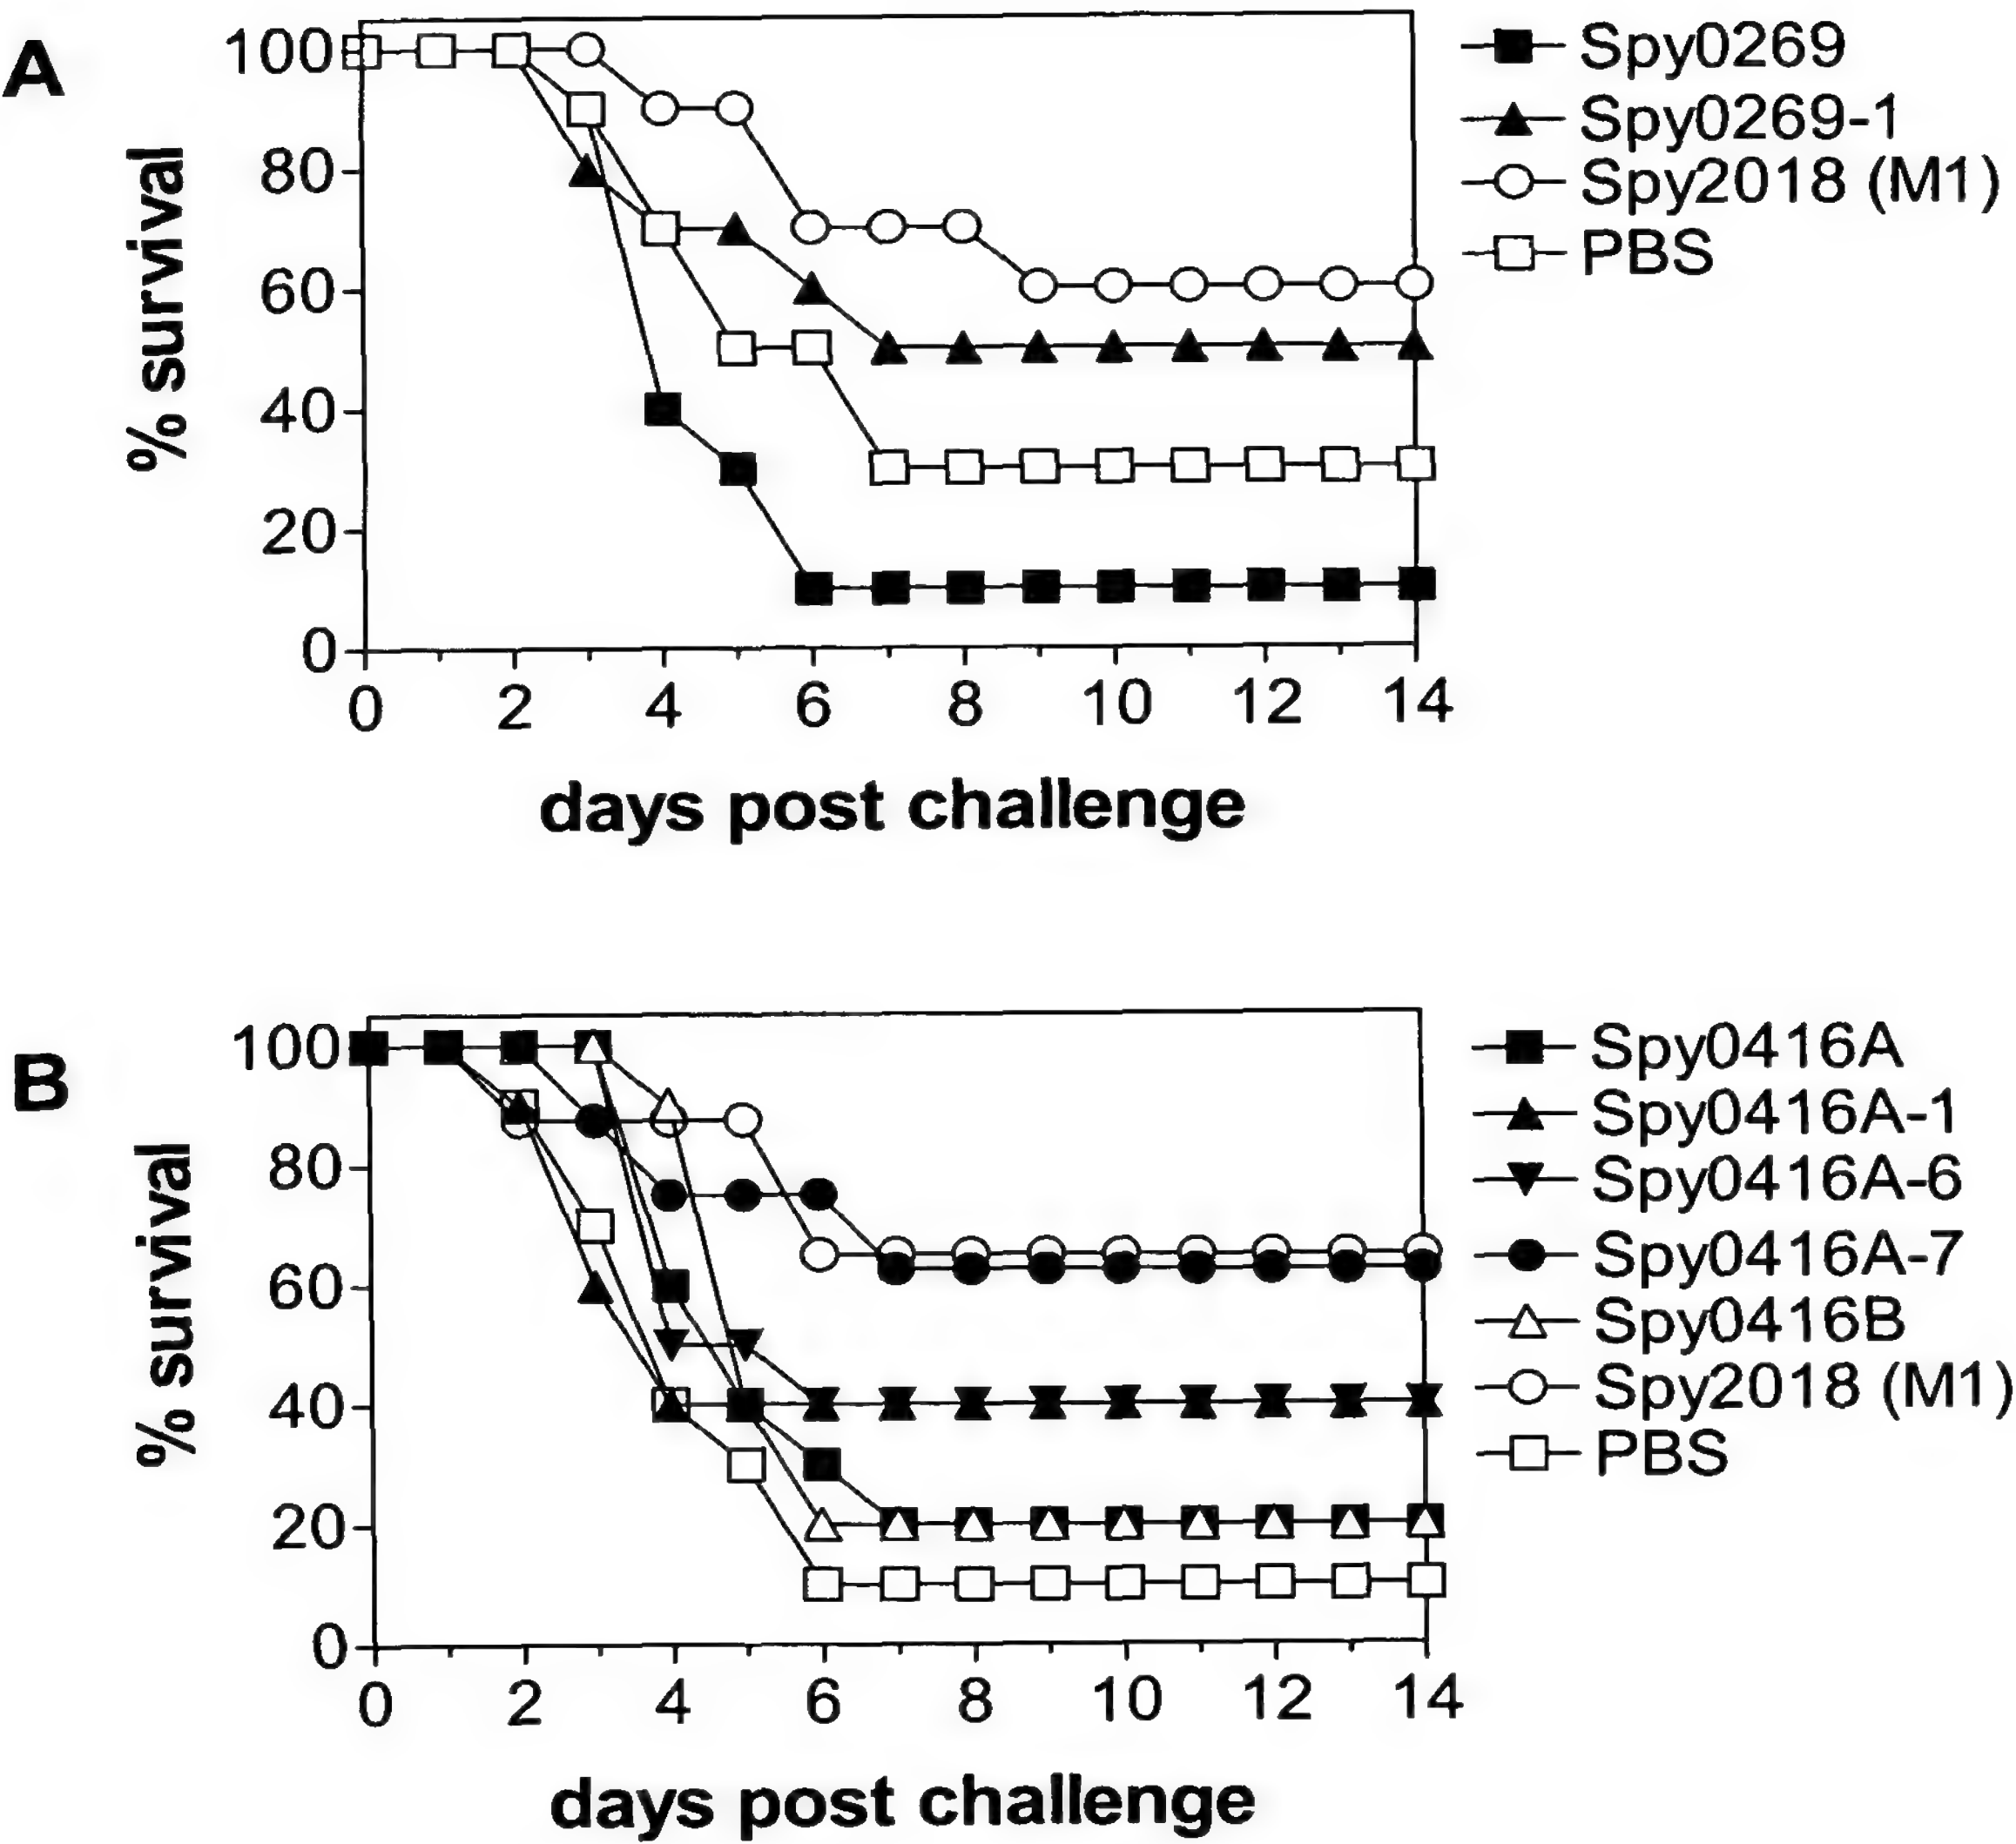 A
100
80
60
40
20
0
% survival
0 2 4 6 8 10 12 14
days post challenge
Spy0269
Spy0269-1
Spy2018 (M1)
PBS
B
100
80
60
40
20
0
% survival
0 2 4 6 8 10 12 14
days post challenge
Spy0416A
Spy0416A-1
Spy0416A-6
Spy0416A-7
Spy0416B
Spy2018 (M1)
PBS